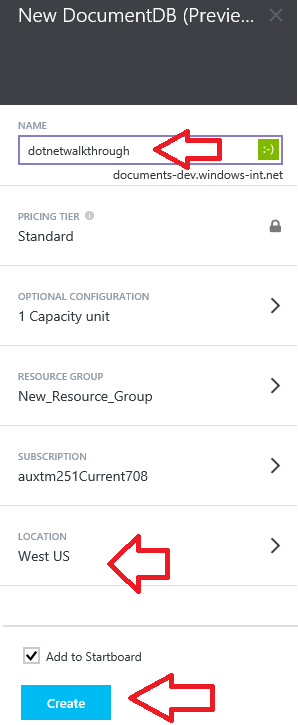 New DocumentDB (Previe...
NAME
dotnetwalkthrough
:-)
documents-dev.windows-int.net
PRICING TIER
Standard
OPTIONAL CONFIGURATION
1 Capacity unit
RESOURCE GROUP
New_Resource_Group
SUBSCRIPTION
auxtm251Current708
LOCATION
West US
Add to Startboard
Create